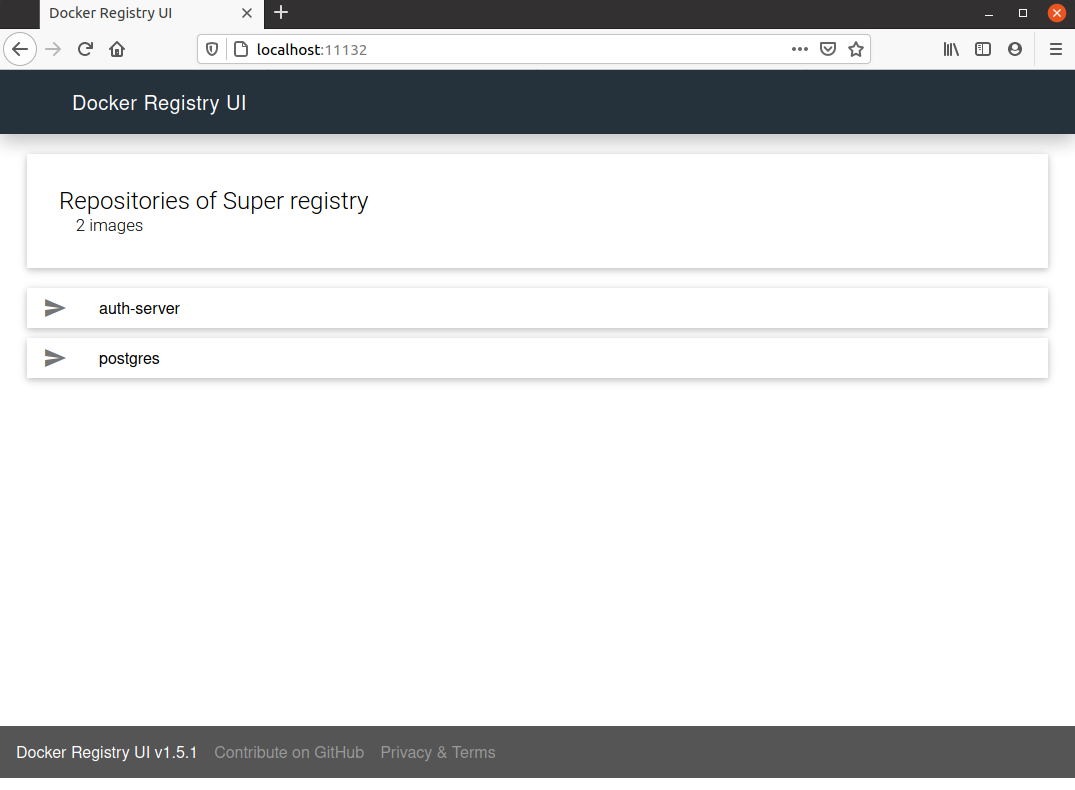 Docker Registry UI
localhost:11132
Docker Registry UI
Repositories of Super registry
2 images
auth-server
postgres
Docker Registry UI v1.5.1 Contribute on GitHub Privacy & Terms